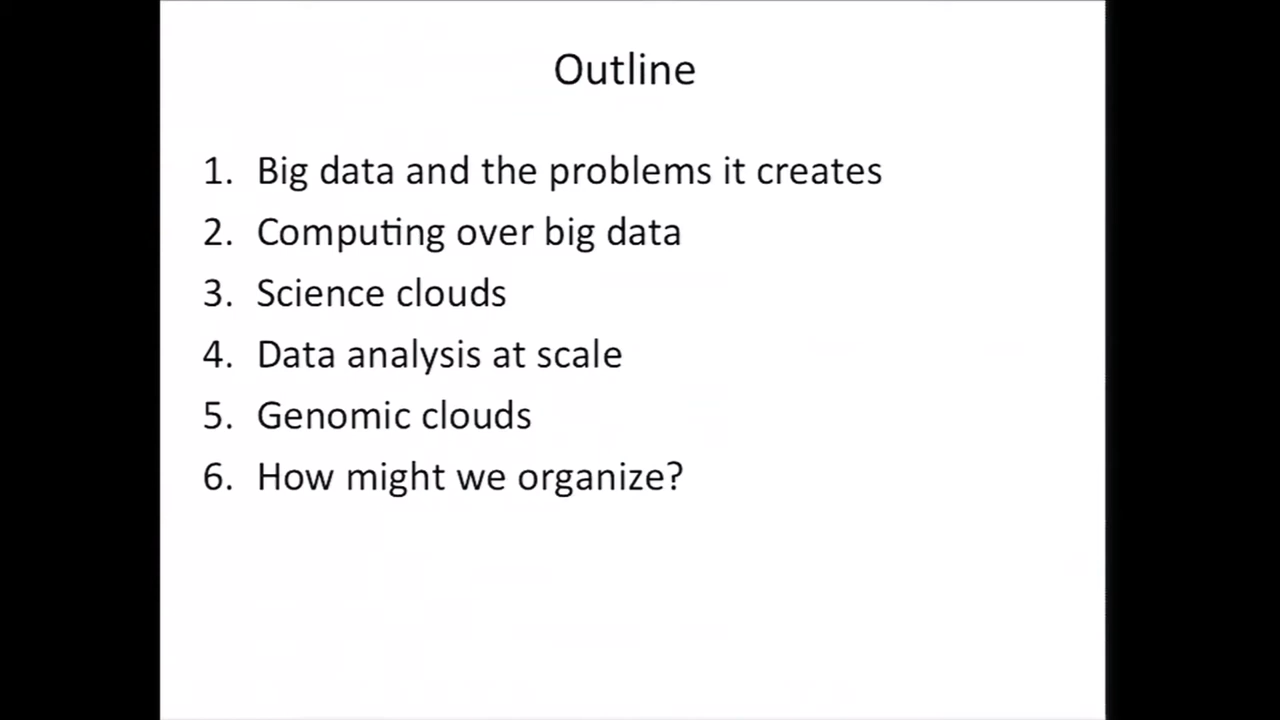 Outline
1. Big data and the problems it creates
2. Computing over big data
3. Science clouds
4. Data analysis at scale
5. Genomic clouds
6. How might we organize?